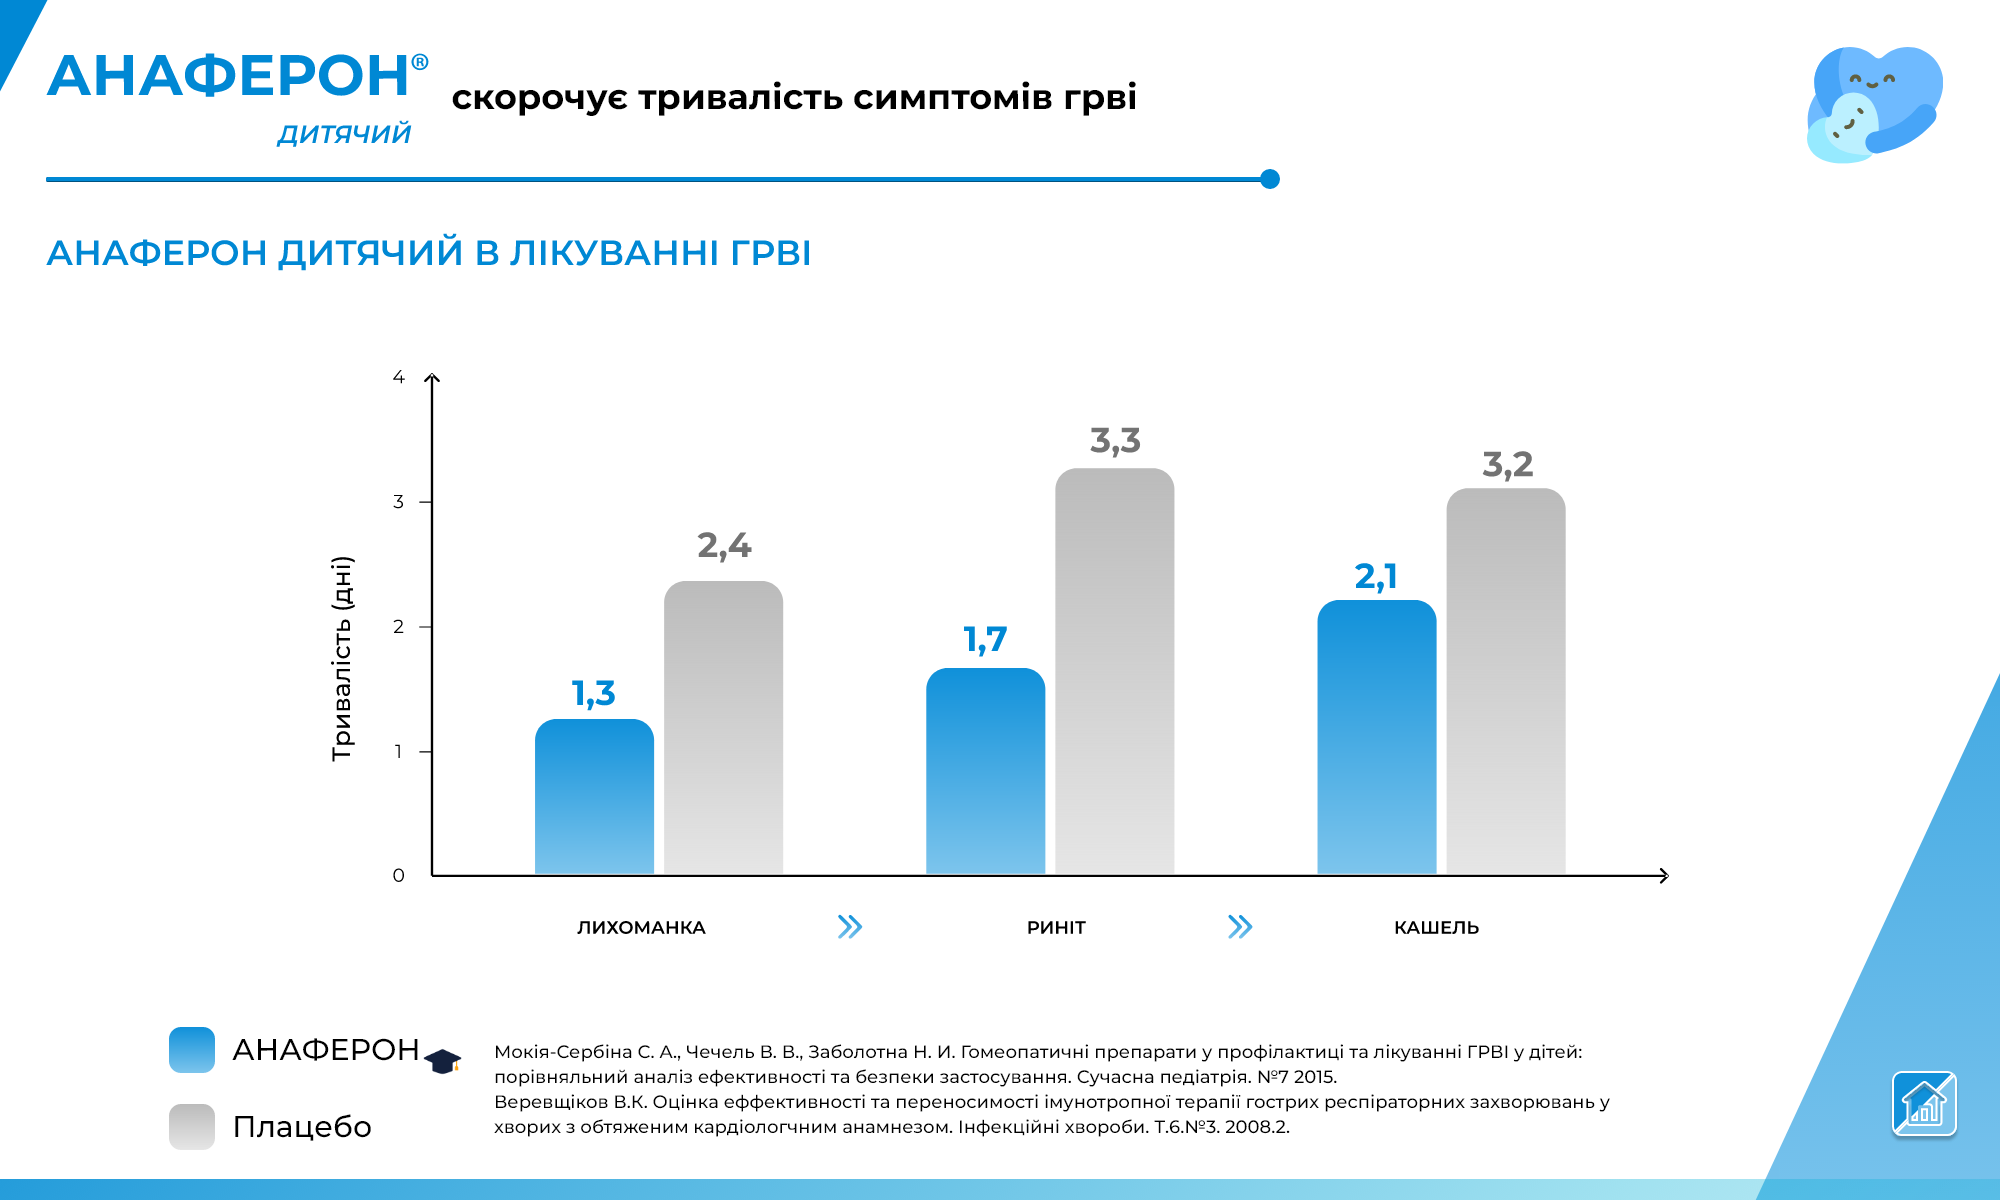 АНАФЕРОН®
дитячий
скорочує тривалість симптомів грві
АНАФЕРОН ДИТЯЧИЙ В ЛІКУВАННІ ГРВІ
Тривалість (дні)
4
3
2
1
0
1,3
2,4
1,7
3,3
2,1
3,2
ЛИХОМАНКА
РИНІТ
КАШЕЛЬ
АНАФЕРОН
Плацебо
Мокія-Сербіна С. А., Чечель В. В., Заболотна Н. И. Гомеопатичні препарати у профілактиці та лікуванні ГРВІ у дітей:
порівняльний аналіз ефективності та безпеки застосування. Сучасна педіатрія. №7 2015.
Веревщіков В.К. Оцінка еффективності та переносимості імунотропної терапії гострих респіраторних захворювань у
хворих з обтяженим кардіологчним анамнезом. Інфекційні хвороби. Т.6.№3. 2008.2.